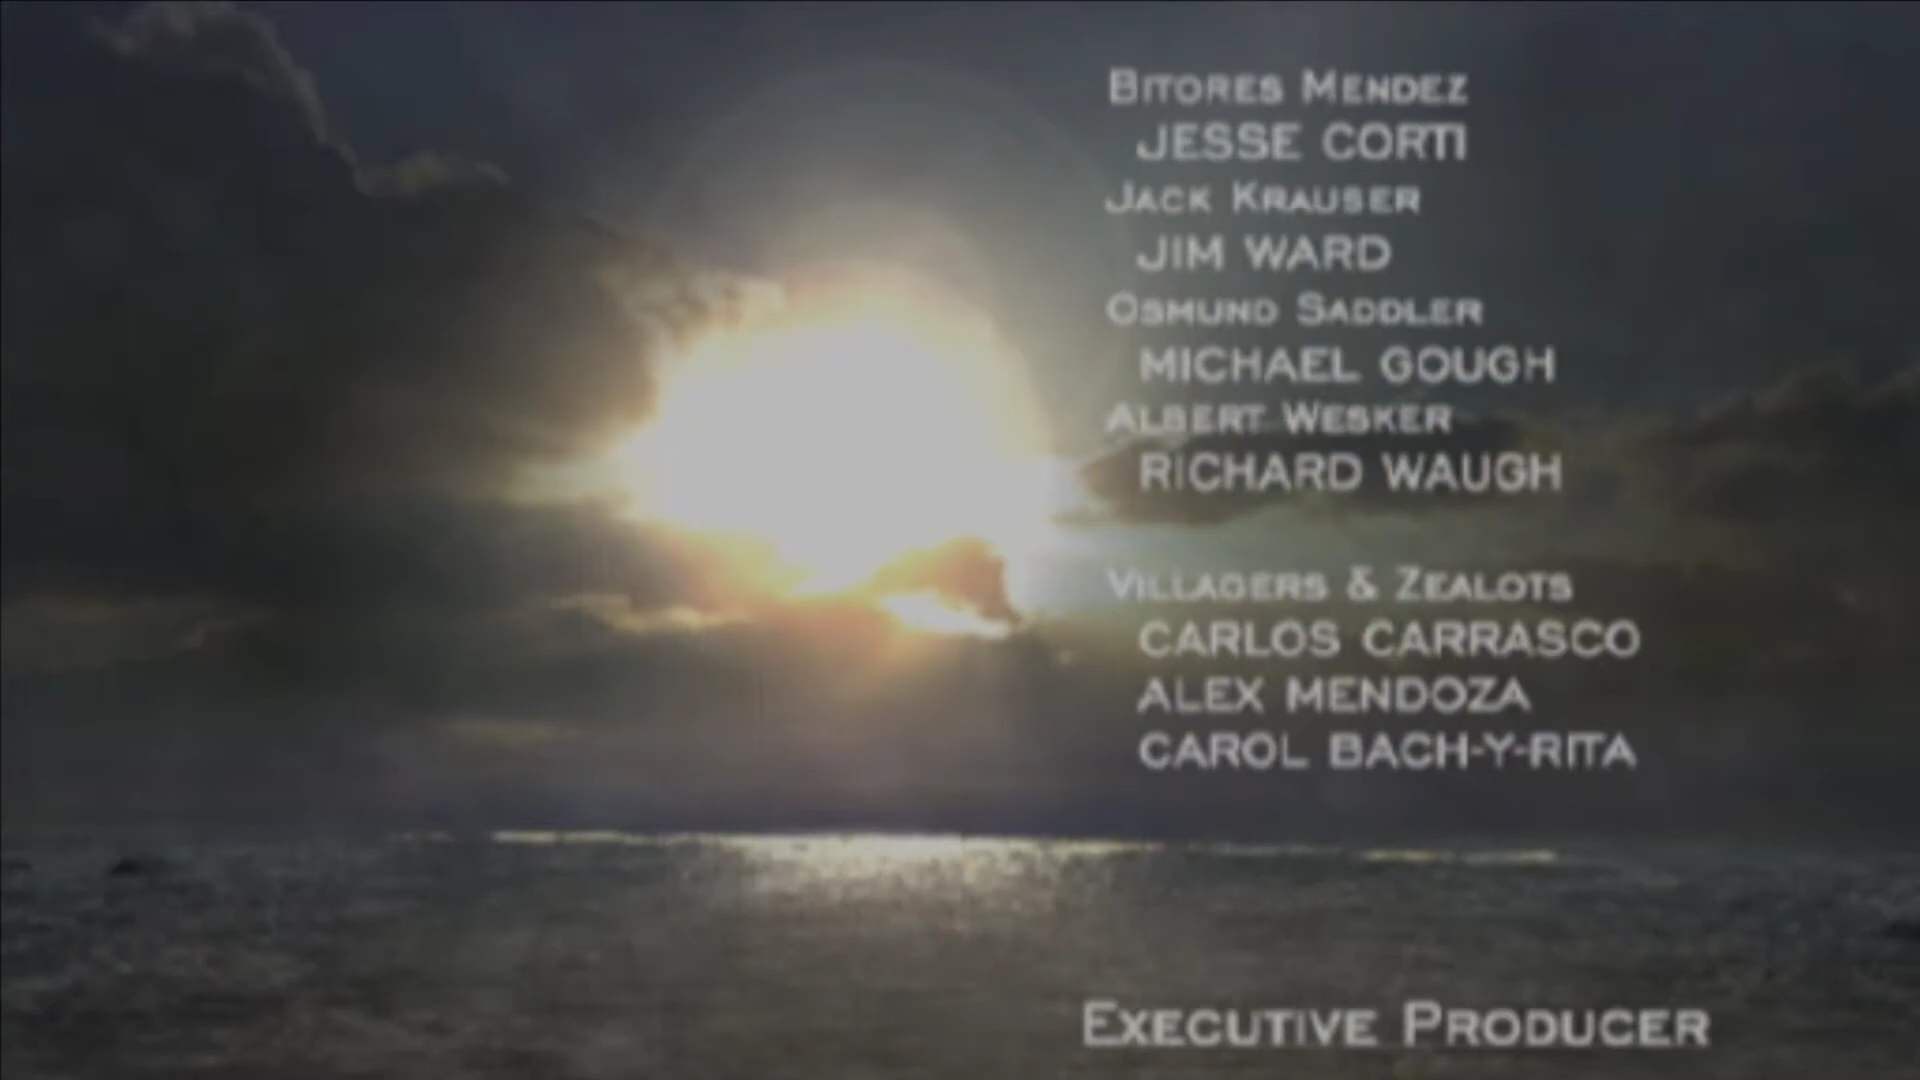 BITORES MENDEZ
JESSE CORTI
JACK KRAUSER
JIM WARD
OSMUND SADDLER
MICHAEL GOUGH
ALBERT WESKER
RICHARD WAUGH
VILLAGERS & ZEALOTS
CARLOS CARRASCO
ALEX MENDOZA
CAROL BACH-Y-RITA
EXECUTIVE PRODUCER